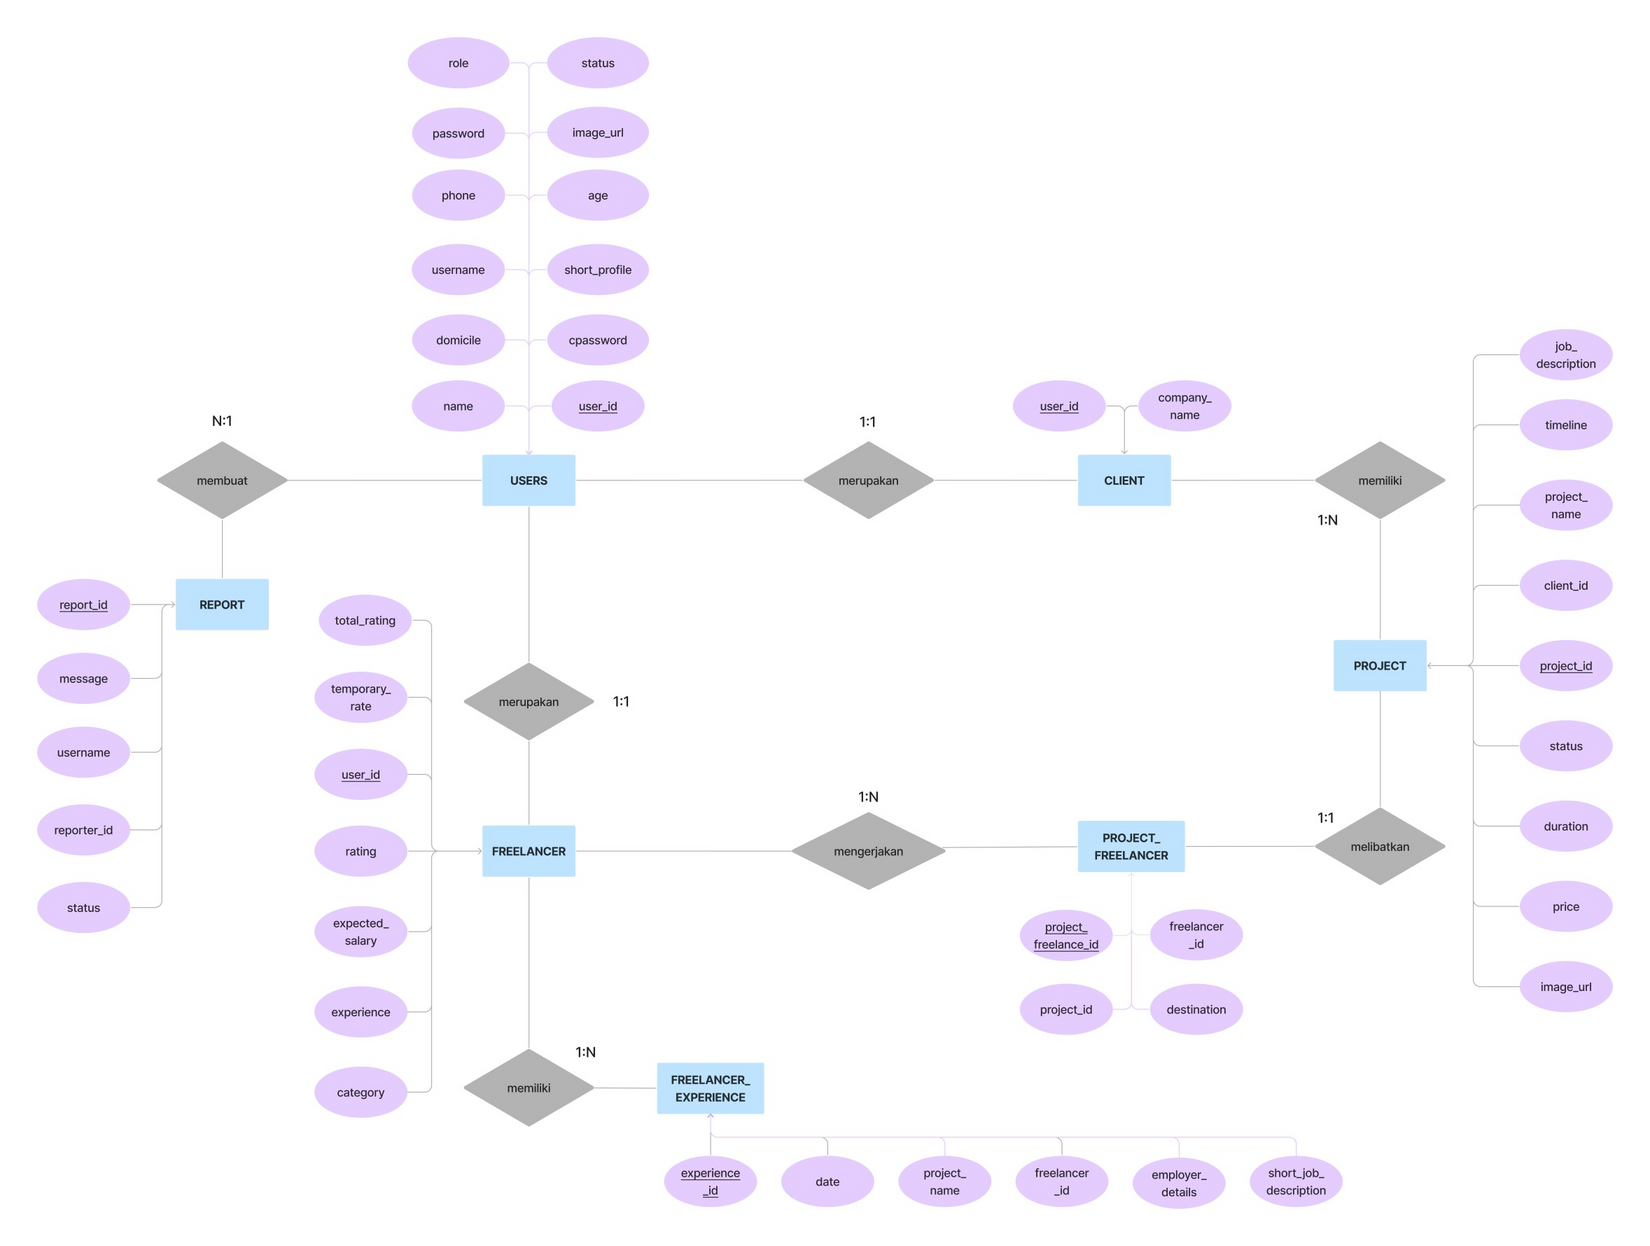 role
status
password
image_url
phone
age
username
short_profile
domicile
cpassword
name
user_id
N:1
membuat
USERS
1:1
merupakan
user_id
company_
name
CLIENT
memiliki
1:N
job_
description
timeline
project_
name
client_id
project_id
status
duration
price
image_url
PROJECT
report_id
REPORT
message
username
reporter_id
status
total_rating
temporary_
rate
user_id
rating
expected_
salary
experience
category
merupakan
1:1
FREELANCER
1:N
mengerjakan
PROJECT_
FREELANCER
1:1
melibatkan
project_
freelance_id
freelancer
_id
project_id
destination
memiliki
1:N
FREELANCER_
EXPERIENCE
experience
_id
date
project_
name
freelancer
_id
employer_
details
short_job_
description